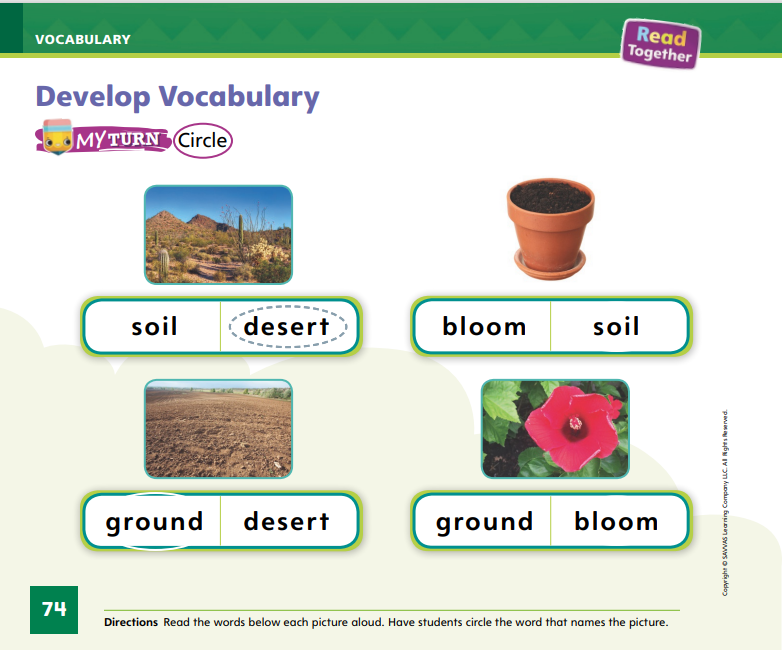 VOCABULARY
Read
Together
Develop Vocabulary
MY TURN Circle
soil desert
bloom soil
ground desert
ground bloom
Copyright © SAVVAS Learning Company LLC. All Rights Reserved.
74
Directions Read the words below each picture aloud. Have students circle the word that names the picture.